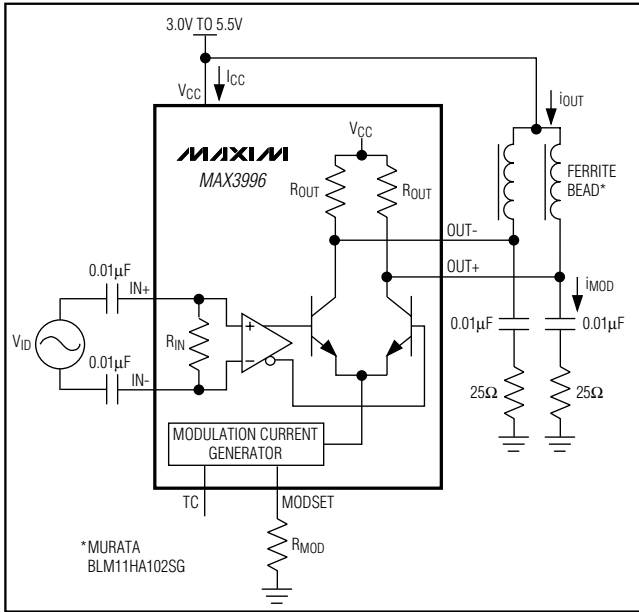 3.0V TO 5.5V
ICC
VCC
iOUT
VCC
MAXIM
MAX3996
ROUT
ROUT
FERRITE
BEAD*
OUT-
OUT+
0.01µF
IN+
iMOD
0.01µF
0.01µF
VID
RIN
+
−
0.01µF
IN-
25Ω
25Ω
MODULATION CURRENT
GENERATOR
TC
MODSET
RMOD
*MURATA
BLM11HA102SG